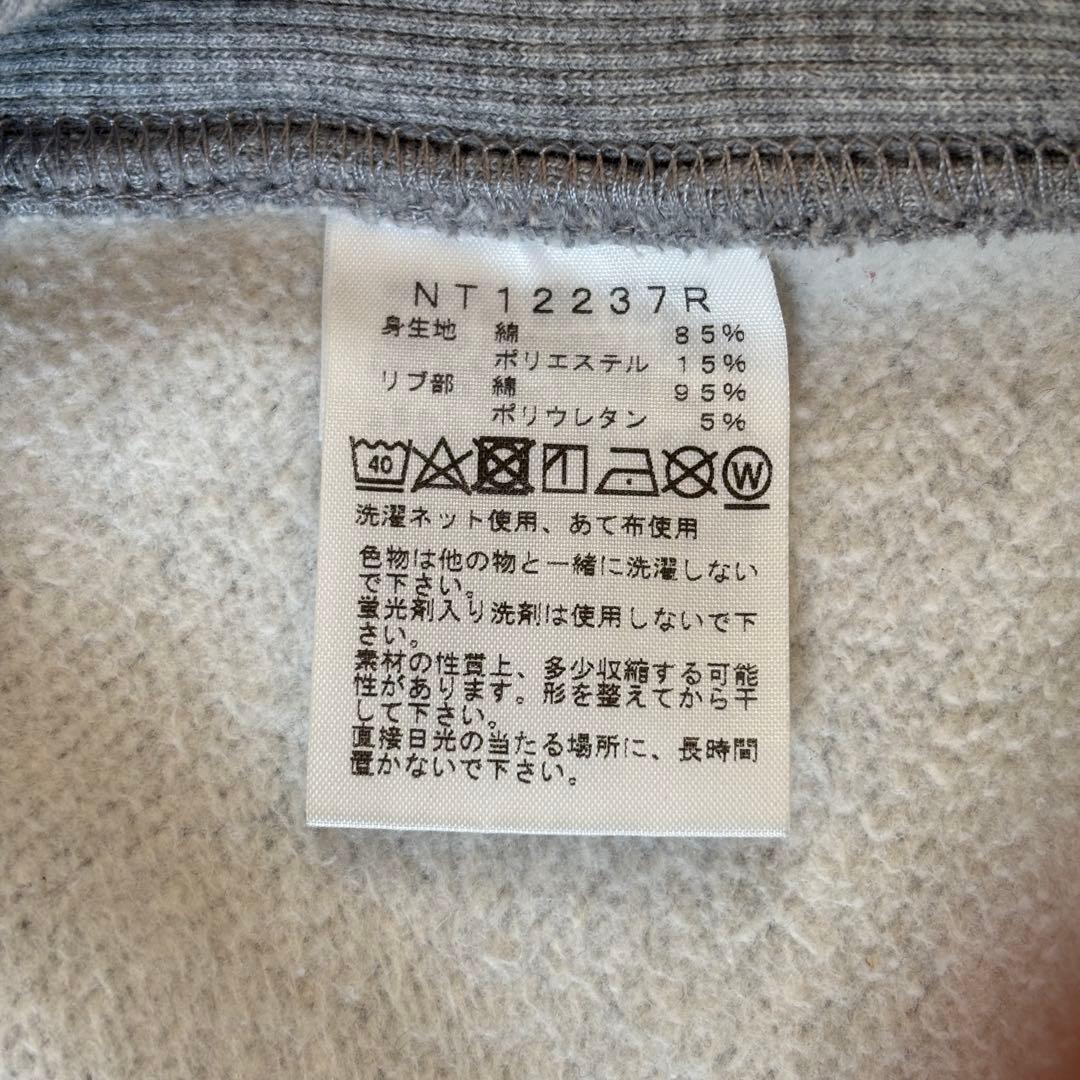 NT12237R
身生地 綿 85%
ポリエステル 15%
リブ部 綿 95%
ポリウレタン 5%
40 W
洗濯ネット使用、あて布使用
色物は他の物と一緒に洗濯しない
で下さい。
蛍光剤入り洗剤は使用しないで下
さい。
素材の性質上、多少収縮する可能
性があります。形を整えてから干
して下さい。
直接日光の当たる場所に、長時間
置かないで下さい。